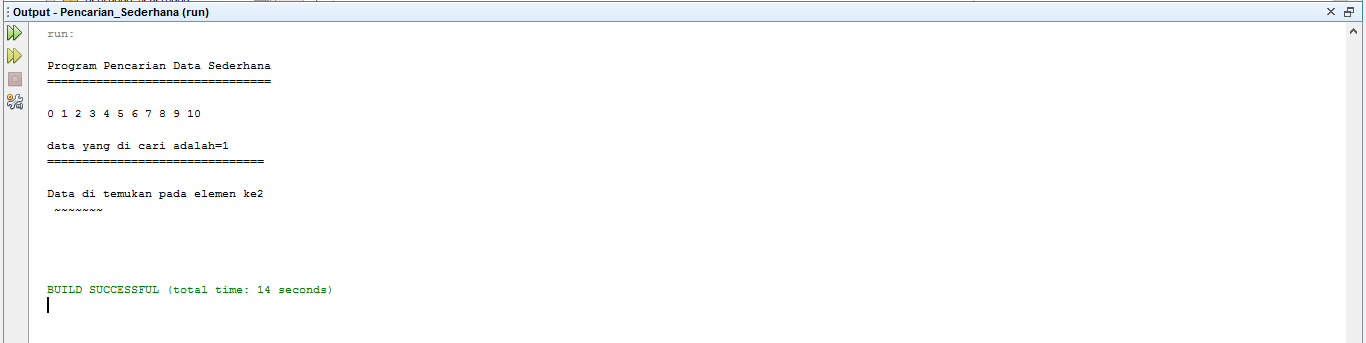 Output - Pencarian_Sederhana (run)
run:
Program Pencarian Data Sederhana
================================
0 1 2 3 4 5 6 7 8 9 10
data yang di cari adalah=1
===============================
Data di temukan pada elemen ke2
~~~~~~~
BUILD SUCCESSFUL (total time: 14 seconds)